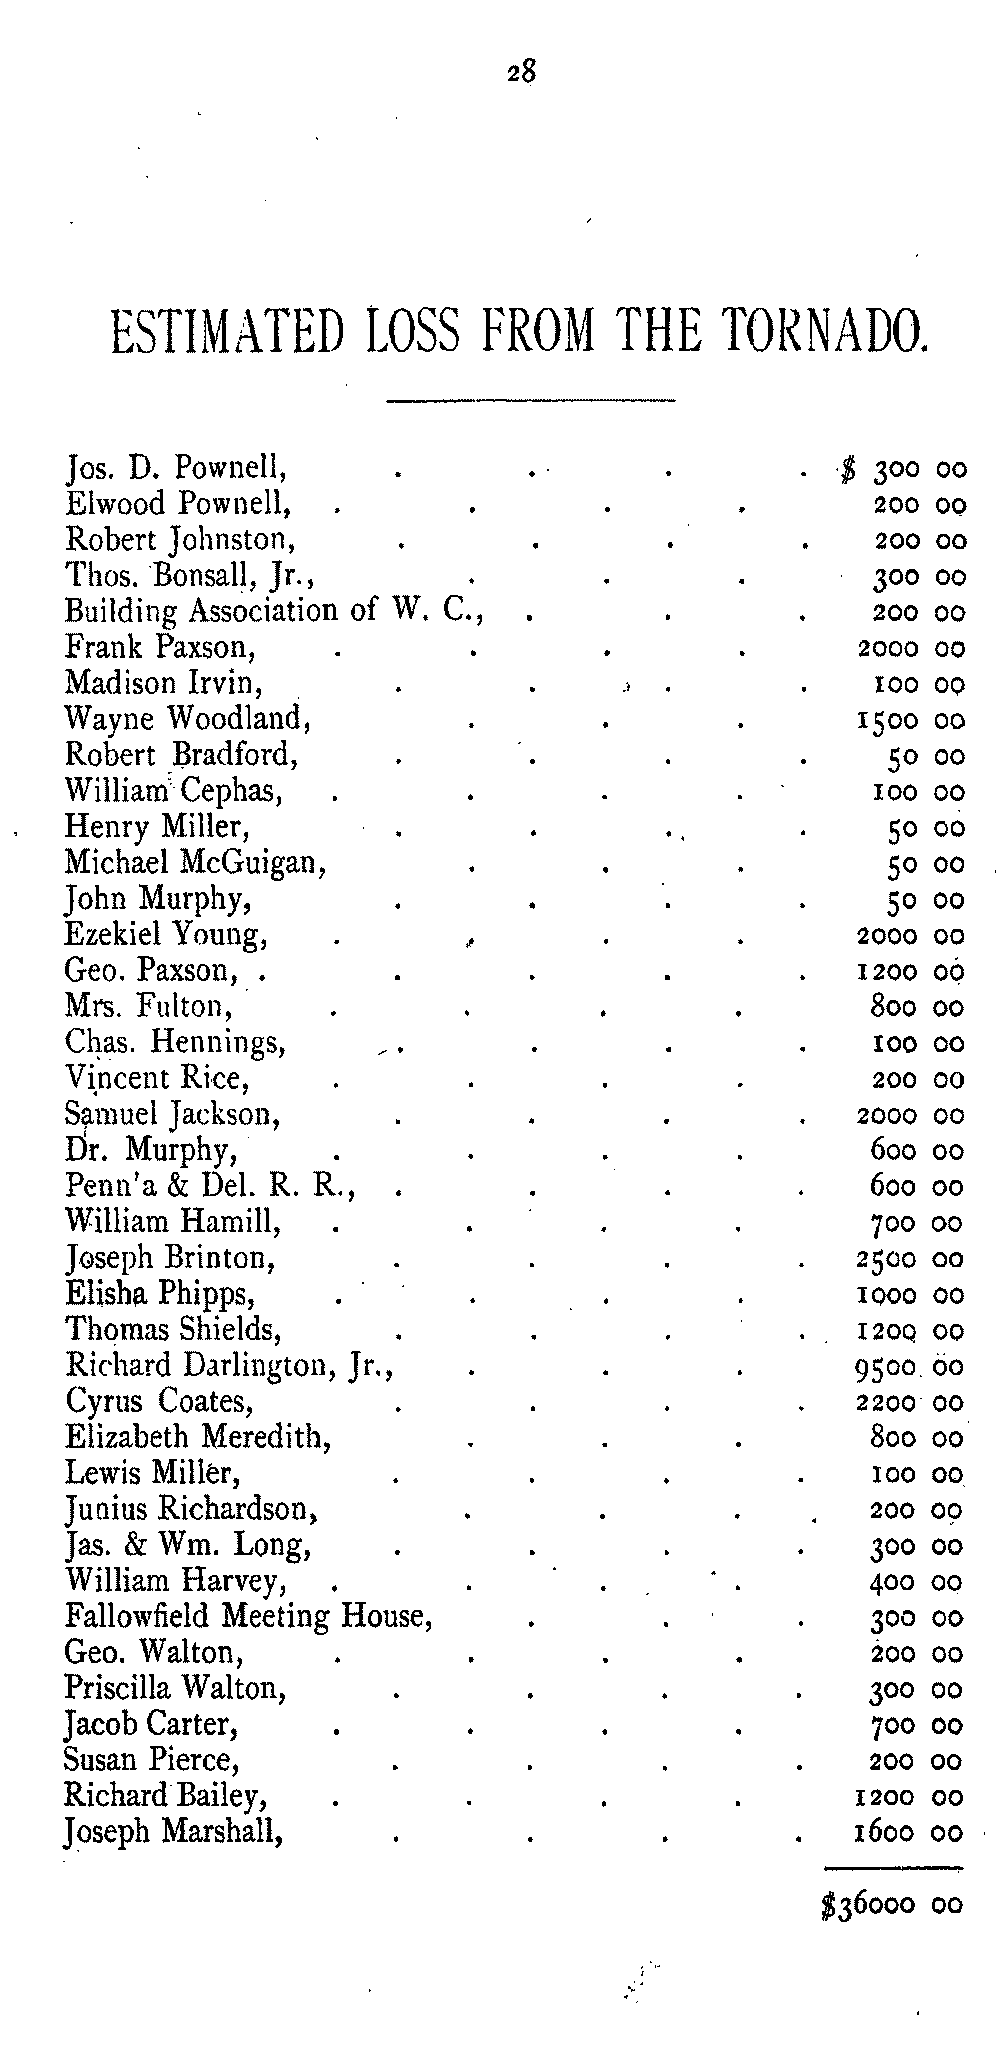 28
ESTIMATED LOSS FROM THE TORNADO.
Jos. D. Pownell, . . . . $ 300 00
Elwood Pownell, . . . . 200 00
Robert Johnston, . . . . 200 00
Thos. Bonsall, Jr., . . . 300 00
Building Association of W. C., . . . 200 00
Frank Paxson, . . . . 2000 00
Madison Irvin, . . . . 100 00
Wayne Woodland, . . . 1500 00
Robert Bradford, . . . . 50 00
William Cephas, . . . . 100 00
Henry Miller, . . . . 50 00
Michael McGuigan, . . . 50 00
John Murphy, . . . . 50 00
Ezekiel Young, . . . . 2000 00
Geo. Paxson, . . . . . 1200 00
Mrs. Fulton, . . . . 800 00
Chas. Hennings, . . . . 100 00
Vincent Rice, . . . . 200 00
Samuel Jackson, . . . . 2000 00
Dr. Murphy, . . . . 600 00
Penn'a & Del. R. R., . . . . 600 00
William Hamill, . . . . 700 00
Joseph Brinton, . . . . 2500 00
Elisha Phipps, . . . . 1000 00
Thomas Shields, . . . . 1200 00
Richard Darlington, Jr., . . . 9500 00
Cyrus Coates, . . . . 2200 00
Elizabeth Meredith, . . . 800 00
Lewis Miller, . . . . 100 00
Junius Richardson, . . . 200 00
Jas. & Wm. Long, . . . . 300 00
William Harvey, . . . . 400 00
Fallowfield Meeting House, . . . 300 00
Geo. Walton, . . . . 200 00
Priscilla Walton, . . . . 300 00
Jacob Carter, . . . . 700 00
Susan Pierce, . . . . 200 00
Richard Bailey, . . . . 1200 00
Joseph Marshall, . . . . 1600 00
$36000 00